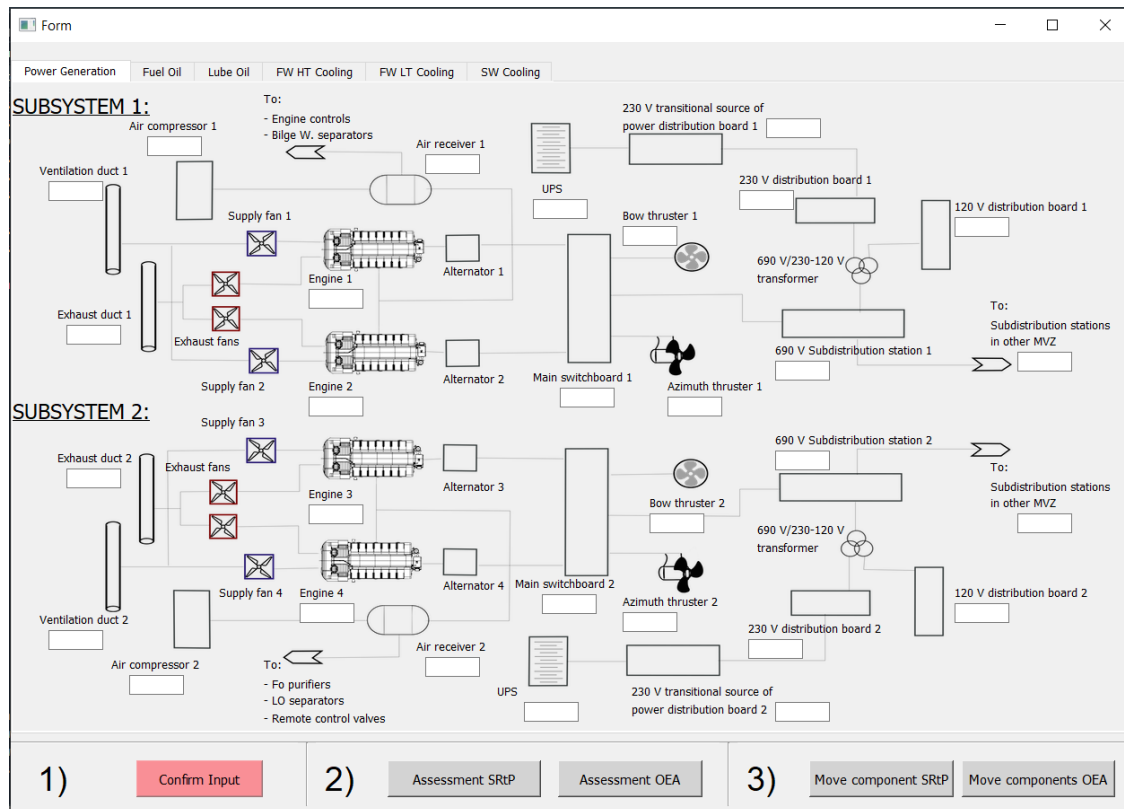 Form
Power Generation
Fuel Oil
Lube Oil
FW HT Cooling
FW LT Cooling
SW Cooling
SUBSYSTEM 1:
To:
- Engine controls
- Bilge W. separators
Air compressor 1
Air receiver 1
Ventilation duct 1
Supply fan 1
Engine 1
Alternator 1
Exhaust duct 1
Exhaust fans
Supply fan 2
Engine 2
Alternator 2
UPS
230 V transitional source of
power distribution board 1
230 V distribution board 1
120 V distribution board 1
Bow thruster 1
690 V/230-120 V
transformer
Main switchboard 1
Azimuth thruster 1
690 V Subdistribution station 1
To:
Subdistribution stations
in other MVZ
SUBSYSTEM 2:
Supply fan 3
Exhaust duct 2
Exhaust fans
Engine 3
Alternator 3
Supply fan 4
Engine 4
Alternator 4
Ventilation duct 2
Air compressor 2
Air receiver 2
To:
- Fo purifiers
- LO separators
- Remote control valves
690 V Subdistribution station 2
To:
Subdistribution stations
in other MVZ
Bow thruster 2
690 V/230-120 V
transformer
Main switchboard 2
Azimuth thruster 2
120 V distribution board 2
230 V distribution board 2
UPS
230 V transitional source of
power distribution board 2
1)
Confirm Input
2)
Assessment SRtP
Assessment OEA
3)
Move component SRtP
Move components OEA